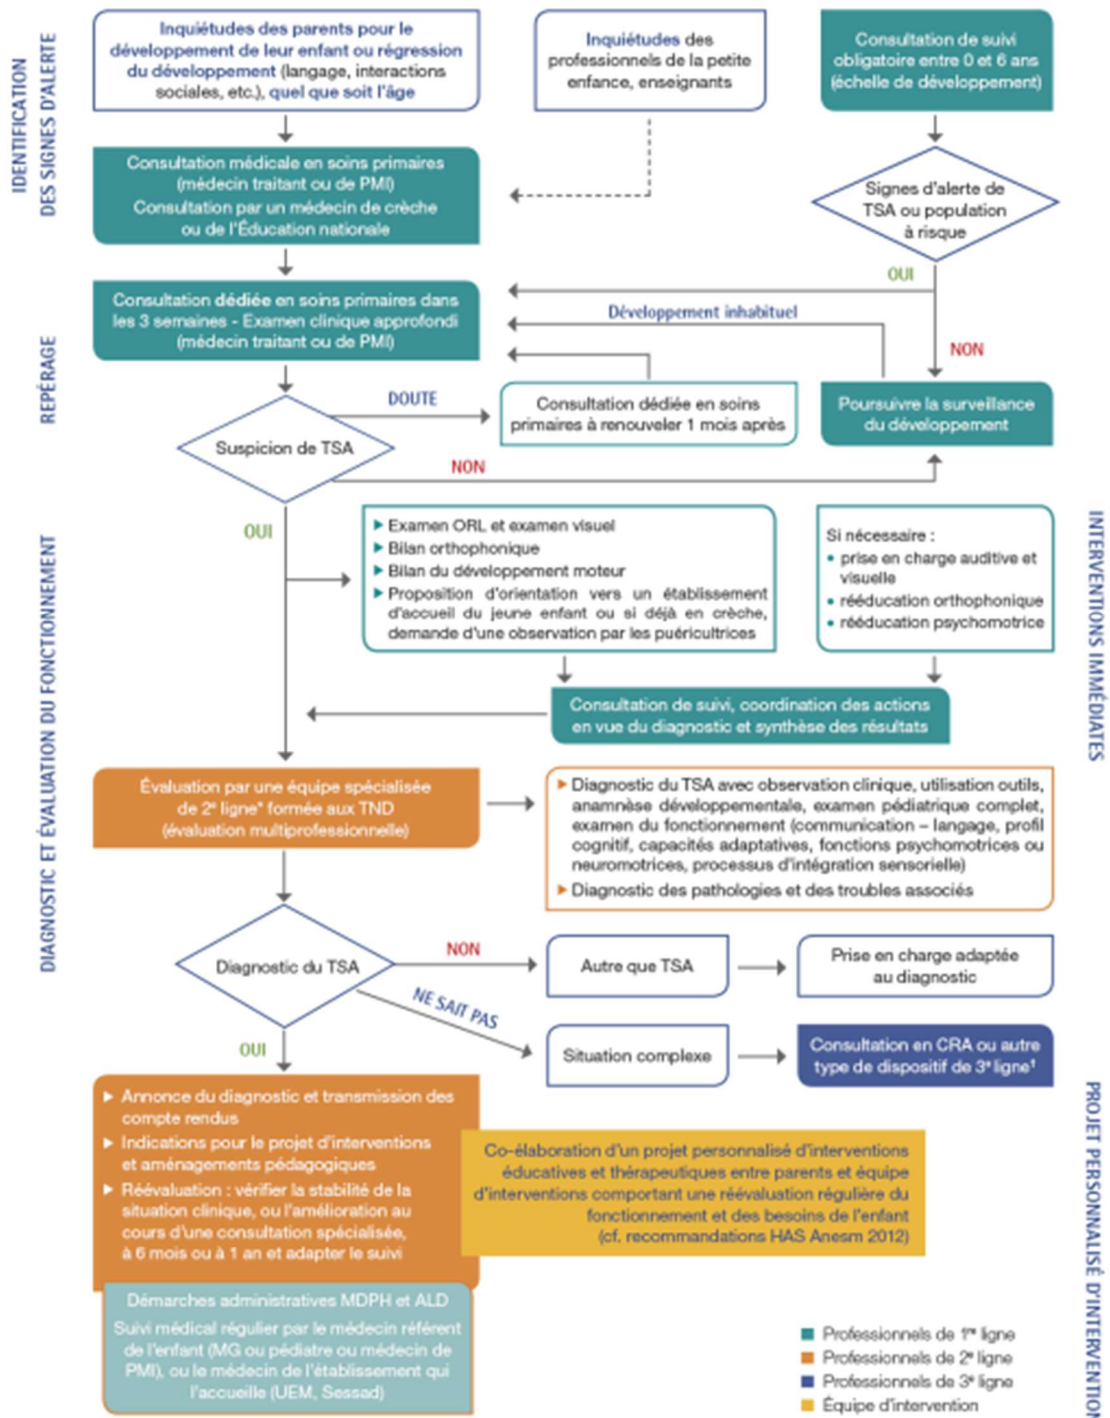 IDENTIFICATION
DES SIGNES D'ALERTE
Inquiétudes des parents pour le
développement de leur enfant ou régression
du développement (langage, interactions
sociales, etc.), quel que soit l'âge
Inquiétudes des
professionnels de la petite
enfance, enseignants
Consultation de suivi
obligatoire entre 0 et 6 ans
(échelle de développement)
Consultation médicale en soins primaires
(médecin traitant ou de PMI)
Consultation par un médecin de crèche
ou de l'Éducation nationale
Signes d'alerte de
TSA ou population
à risque
OUI
NON
REPÉRAGE
Consultation dédiée en soins primaires dans
les 3 semaines - Examen clinique approfondi
(médecin traitant ou de PMI)
Développement inhabituel
Suspicion de TSA
DOUTE
Consultation dédiée en soins
primaires à renouveler 1 mois après
Poursuivre la surveillance
du développement
NON
OUI
DIAGNOSTIC ET ÉVALUATION DU FONCTIONNEMENT
▶ Examen ORL et examen visuel
▶ Bilan orthophonique
▶ Bilan du développement moteur
▶ Proposition d'orientation vers un établissement
d'accueil du jeune enfant ou si déjà en crèche,
demande d'une observation par les puéricultrices
Si nécessaire :
• prise en charge auditive et
visuelle
• rééducation orthophonique
• rééducation psychomotrice
INTERVENTIONS IMMÉDIATES
Consultation de suivi, coordination des actions
en vue du diagnostic et synthèse des résultats
Évaluation par une équipe spécialisée
de 2e ligne* formée aux TND
(évaluation multiprofessionnelle)
▶ Diagnostic du TSA avec observation clinique, utilisation outils,
anamnèse développementale, examen pédiatrique complet,
examen du fonctionnement (communication – langage, profil
cognitif, capacités adaptatives, fonctions psychomotrices ou
neuromotrices, processus d'intégration sensorielle)
▶ Diagnostic des pathologies et des troubles associés
Diagnostic du TSA
NON
Autre que TSA
Prise en charge adaptée
au diagnostic
NE SAIT PAS
Situation complexe
Consultation en CRA ou autre
type de dispositif de 3e ligne†
OUI
▶ Annonce du diagnostic et transmission des
compte rendus
▶ Indications pour le projet d'interventions
et aménagements pédagogiques
▶ Réévaluation : vérifier la stabilité de la
situation clinique, ou l'amélioration au
cours d'une consultation spécialisée,
à 6 mois ou à 1 an et adapter le suivi
Co-élaboration d'un projet personnalisé d'interventions
éducatives et thérapeutiques entre parents et équipe
d'interventions comportant une réévaluation régulière du
fonctionnement et des besoins de l'enfant
(cf. recommandations HAS Anesm 2012)
PROJET PERSONNALISÉ D'INTERVENTION
Démarches administratives MDPH et ALD
Suivi médical régulier par le médecin référent
de l'enfant (MG ou pédiatre ou médecin de
PMI), ou le médecin de l'établissement qui
l'accueille (UEM, Sessad)
Professionnels de 1re ligne
Professionnels de 2e ligne
Professionnels de 3e ligne
Équipe d'intervention